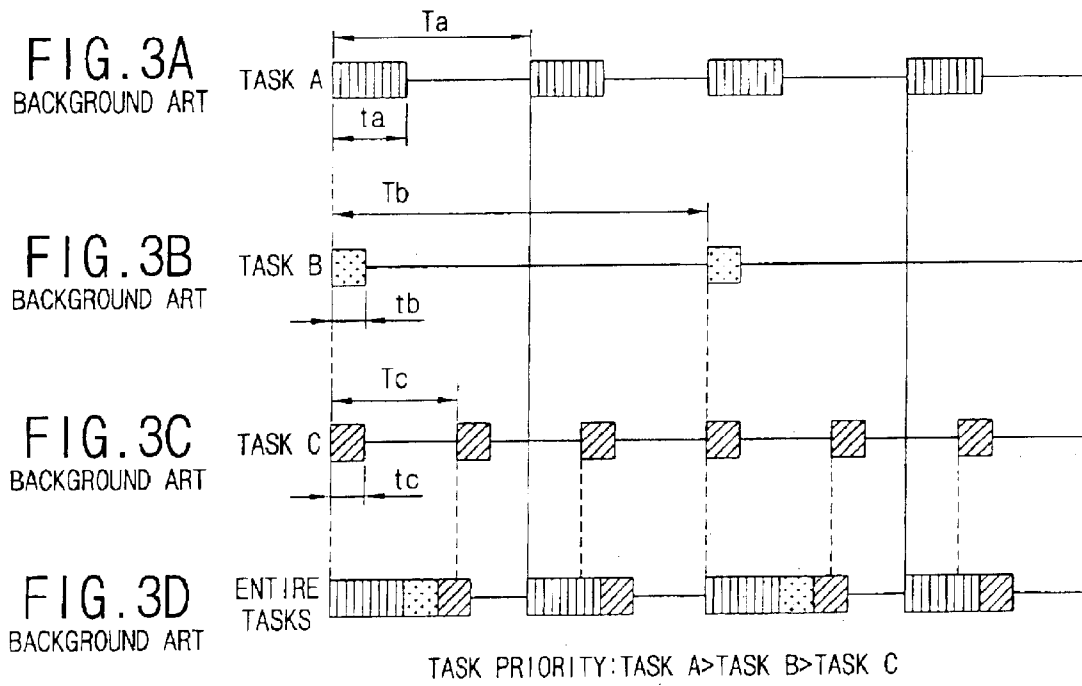 Ta
FIG.3A
BACKGROUND ART
TASK A
ta
Tb
FIG.3B
BACKGROUND ART
TASK B
tb
Tc
FIG.3C
BACKGROUND ART
TASK C
tc
FIG.3D
BACKGROUND ART
ENTIRE
TASKS
TASK PRIORITY:TASK A>TASK B>TASK C